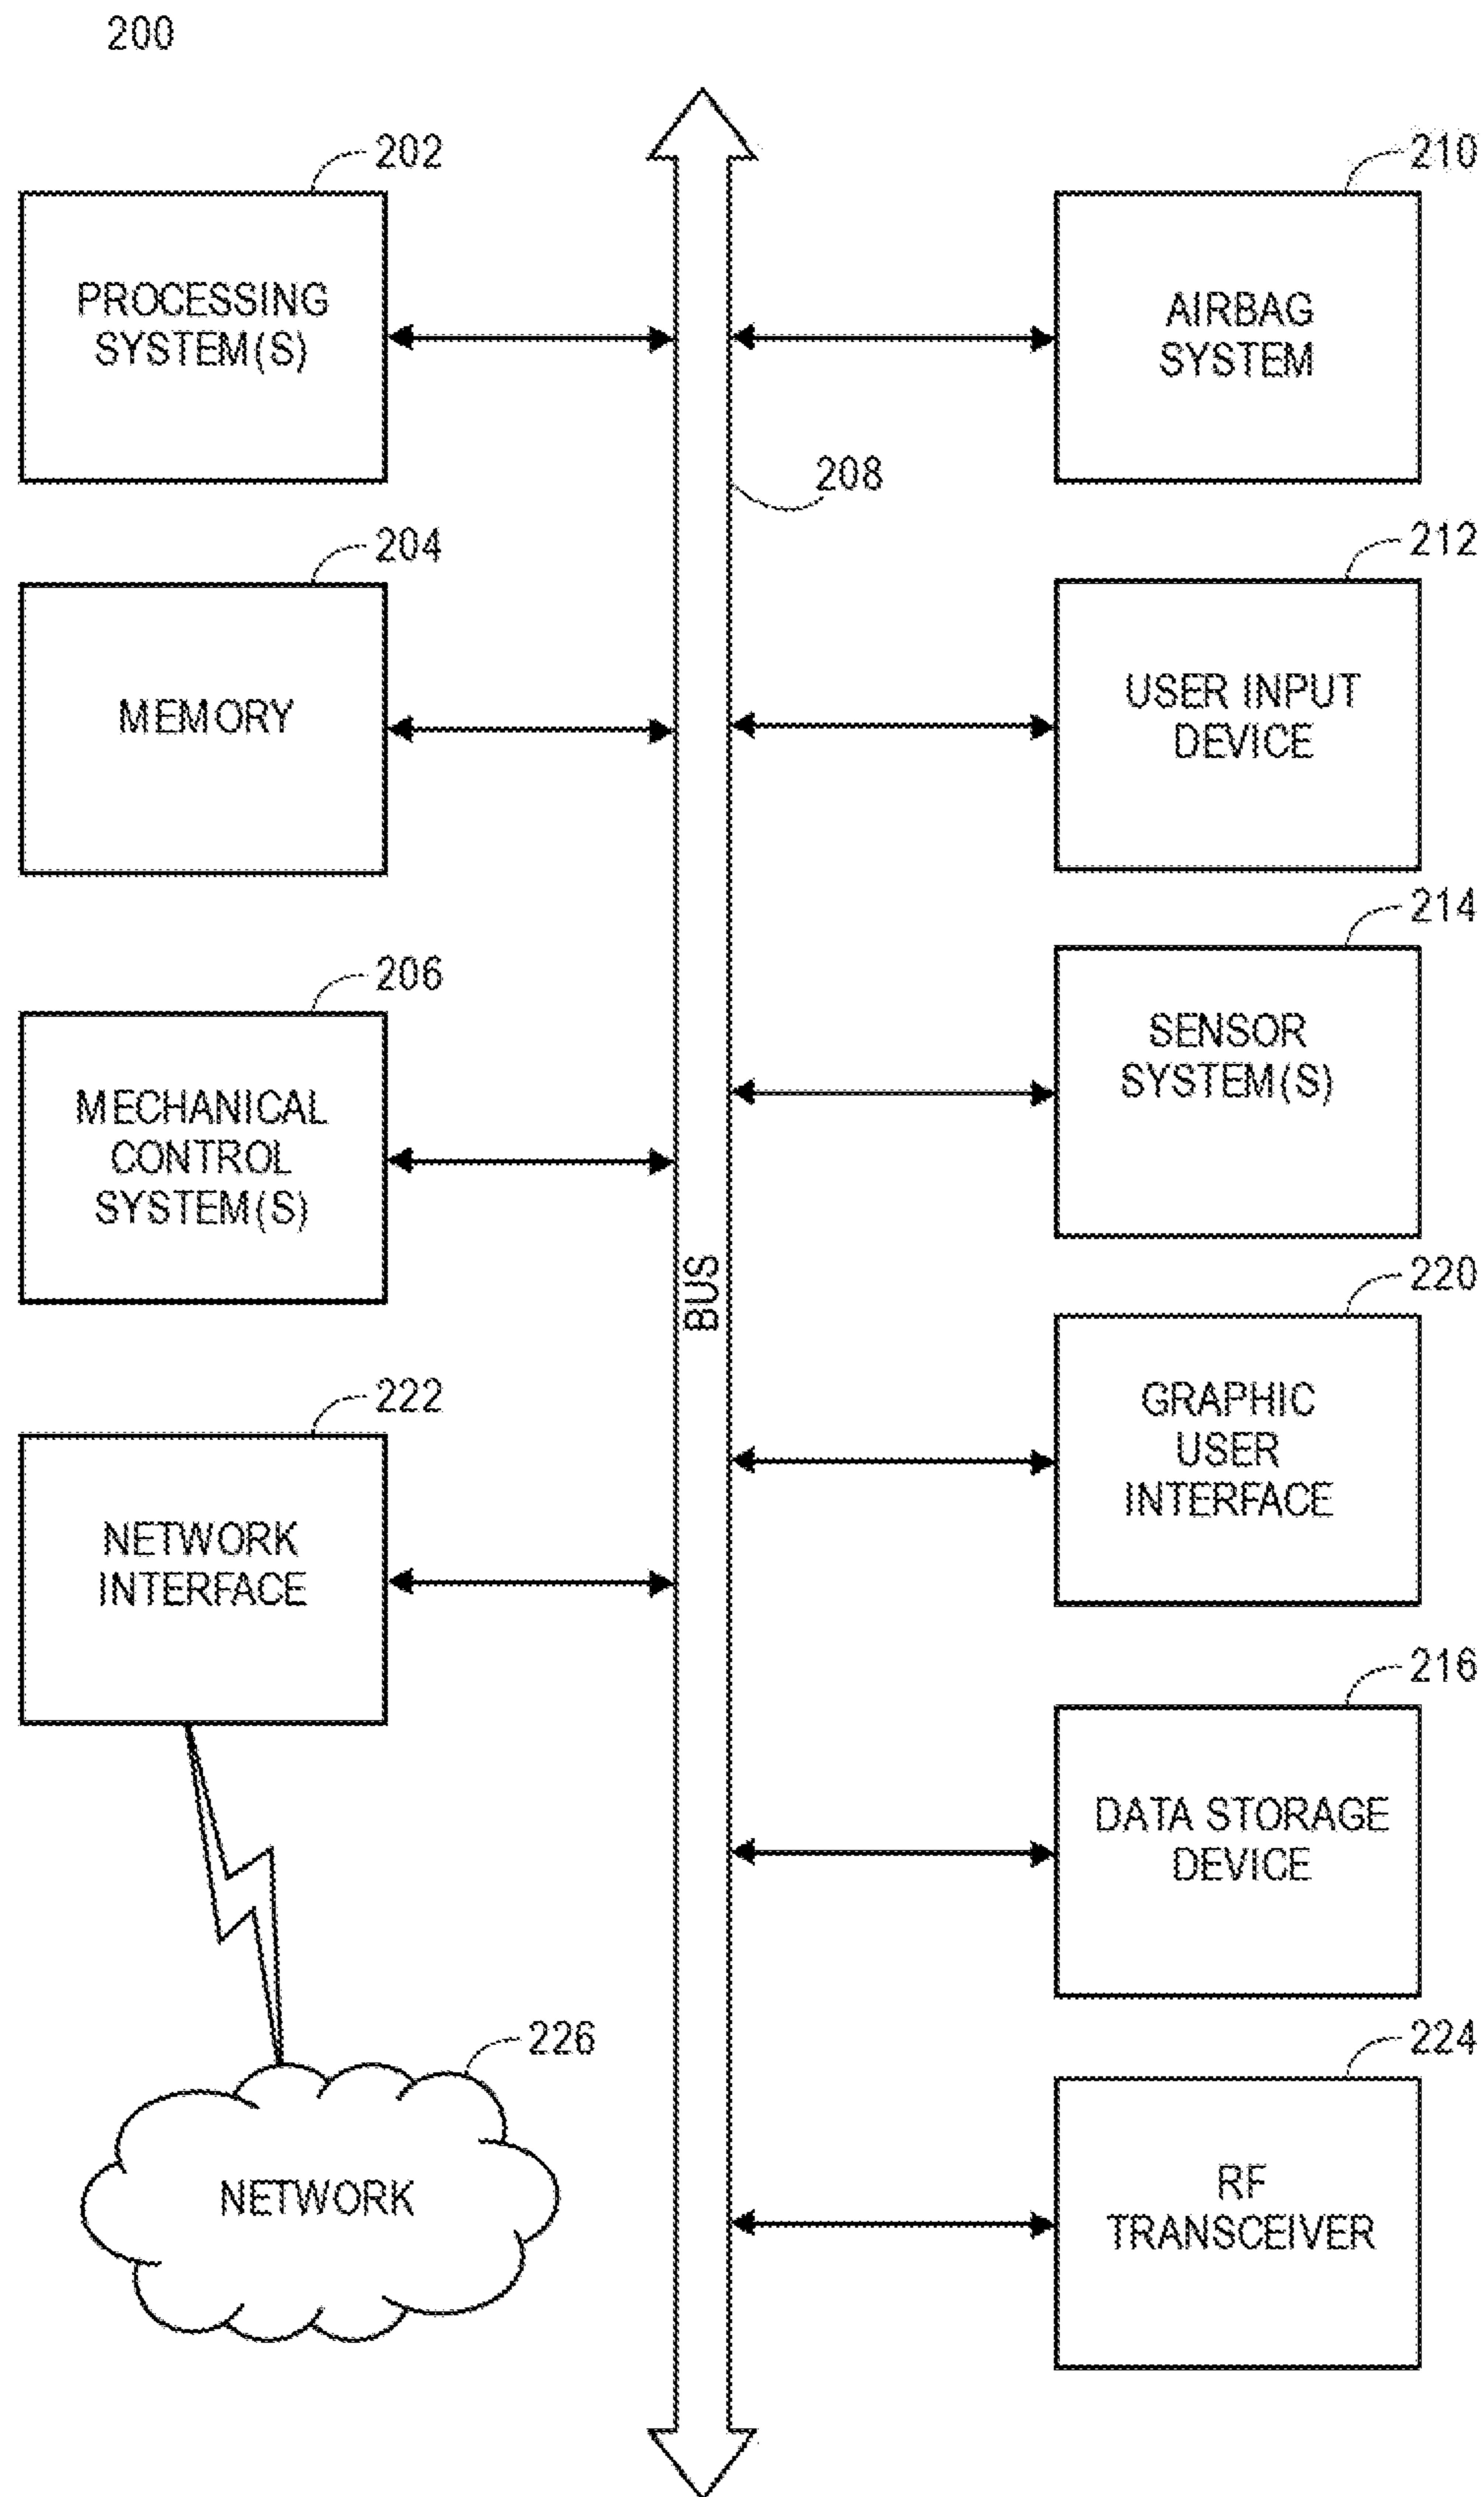 200
202
PROCESSING
SYSTEM(S)
204
MEMORY
206
MECHANICAL
CONTROL
SYSTEM(S)
222
NETWORK
INTERFACE
226
NETWORK
208
BUS
210
AIRBAG
SYSTEM
212
USER INPUT
DEVICE
214
SENSOR
SYSTEM(S)
220
GRAPHIC
USER
INTERFACE
216
DATA STORAGE
DEVICE
224
RF
TRANSCEIVER